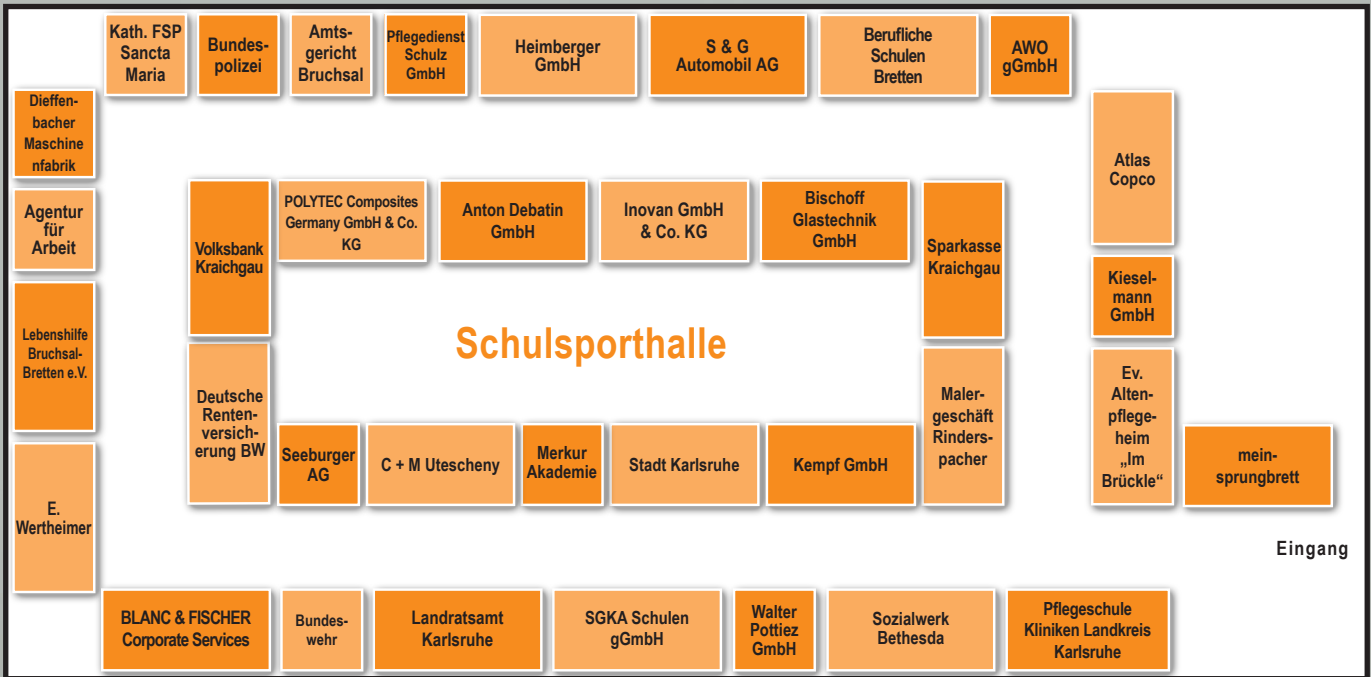 Kath. FSP
Sancta
Maria
Bundes-
polizei
Amts-
gericht
Bruchsal
Pflegedienst
Schulz
GmbH
Heimberger
GmbH
S & G
Automobil AG
Berufliche
Schulen
Bretten
AWO
gGmbH
Dieffen-
bacher
Maschine
nfabrik
Agentur
für
Arbeit
Lebenshilfe
Bruchsal-
Bretten e.V.
E.
Wertheimer
Volksbank
Kraichgau
POLYTEC Composites
Germany GmbH & Co.
KG
Anton Debatin
GmbH
Inovan GmbH
& Co. KG
Bischoff
Glastechnik
GmbH
Sparkasse
Kraichgau
Atlas
Copco
Kiesel-
mann
GmbH
Schulsporthalle
Deutsche
Renten-
versich-
erung BW
Seeburger
AG
C + M Utescheny
Merkur
Akademie
Stadt Karlsruhe
Kempf GmbH
Maler-
geschäft
Rinders-
pacher
Ev.
Alten-
pflege-
heim
„Im
Brückle“
mein-
sprungbrett
Eingang
BLANC & FISCHER
Corporate Services
Bundes-
wehr
Landratsamt
Karlsruhe
SGKA Schulen
gGmbH
Walter
Pottiez
GmbH
Sozialwerk
Bethesda
Pflegeschule
Kliniken Landkreis
Karlsruhe